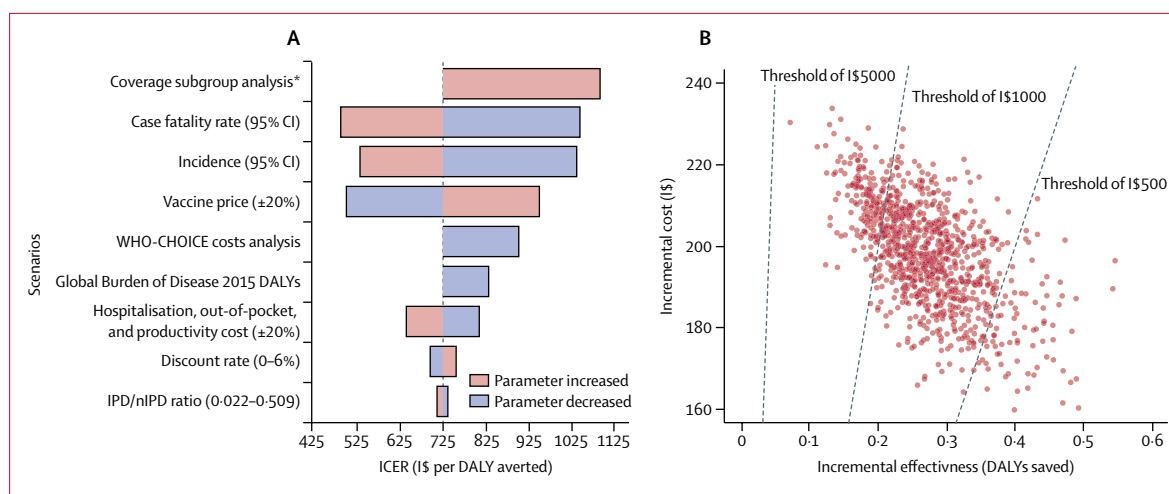 A
Coverage subgroup analysis*
Case fatality rate (95% CI)
Incidence (95% CI)
Vaccine price (±20%)
WHO-CHOICE costs analysis
Global Burden of Disease 2015 DALYs
Hospitalisation, out-of-pocket,
and productivity cost (±20%)
Discount rate (0–6%)
IPD/nIPD ratio (0·022–0·509)
Scenarios
Parameter increased
Parameter decreased
425 525 625 725 825 925 1025 1125
ICER (I$ per DALY averted)
B
Threshold of I$5000
Threshold of I$1000
Threshold of I$500
240
220
200
180
160
Incremental cost (I$)
0 0·1 0·2 0·3 0·4 0·5 0·6
Incremental effectivness (DALYs saved)